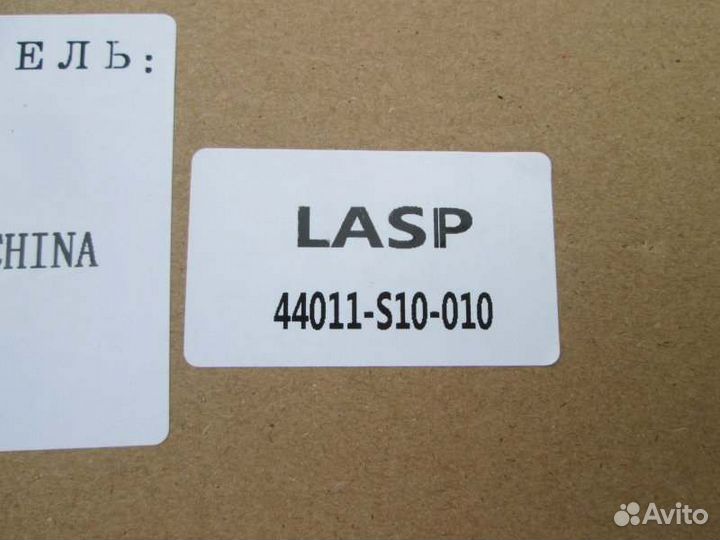 ЕЛЬ:
CHINA
LASP
44011-S10-010
Avito